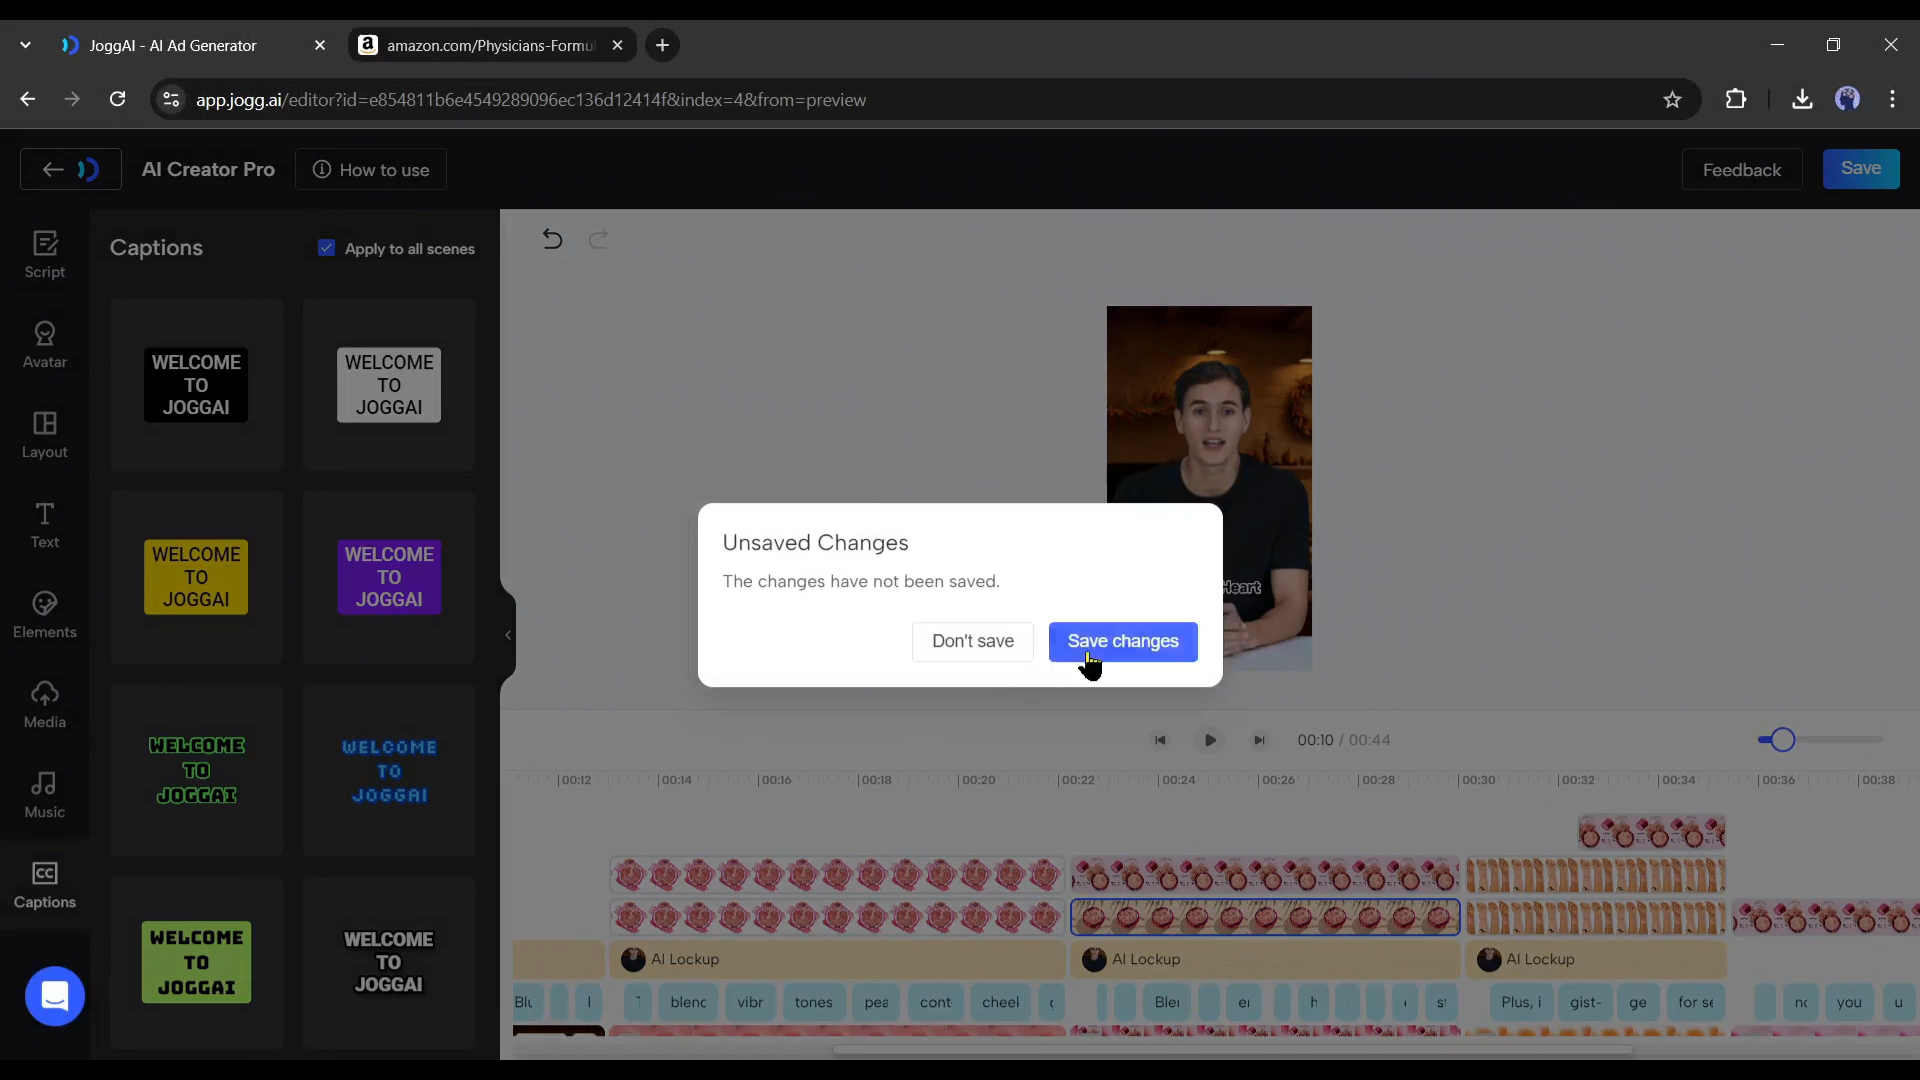 JoggAI - AI Ad Generator
amazon.com/Physicians-Formu
app.jogg.ai/editor?id=e854811b6e4549289096ec136d12414f&index=4&from=preview
AI Creator Pro
How to use
Feedback
Save
Script
Avatar
Layout
Text
Elements
Media
Music
CC
Captions
Captions
Apply to all scenes
WELCOME
TO
JOGGAI
WELCOME
TO
JOGGAI
WELCOME
TO
JOGGAI
WELCOME
TO
JOGGAI
WELCOME
TO
JOGGAI
WELCOME
TO
JOGGAI
WELCOME
TO
JOGGAI
WELCOME
TO
JOGGAI
Heart
Unsaved Changes
The changes have not been saved.
Don't save
Save changes
00:10 / 00:44
00:12 00:14 00:16 00:18 00:20 00:22 00:24 00:26 00:28 00:30 00:32 00:34 00:36 00:38
AI Lockup AI Lockup AI Lockup
blenc vibr tones pea cont cheel Ble Plus, i gist- ge for se you